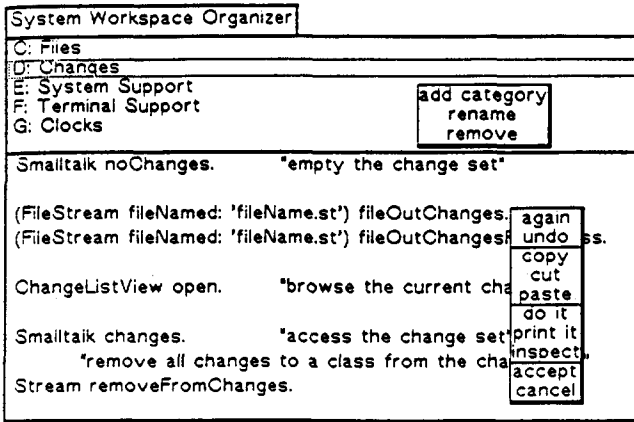 System Workspace Organizer
C: Files
D: Changes
E: System Support
F: Terminal Support
G: Clocks
add category
rename
remove
Smalltalk noChanges. "empty the change set"
(FileStream fileNamed: 'fileName.st') fileOutChanges.
(FileStream fileNamed: 'fileName.st') fileOutChanges ss.
ChangeListView open. "browse the current cha
Smalltalk changes. "access the change set"
"remove all changes to a class from the cha "
Stream removeFromChanges.
again
undo
copy
cut
paste
do it
print it
inspect
accept
cancel